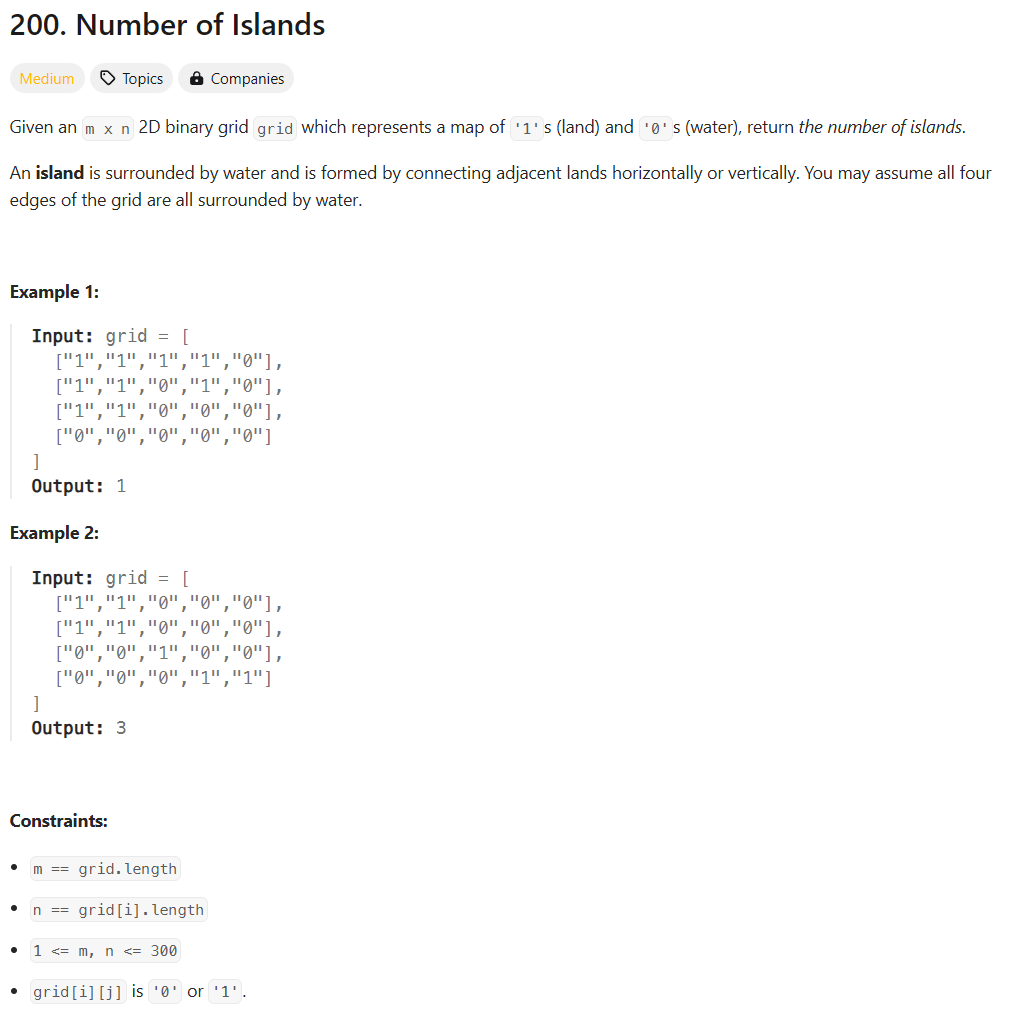 200. Number of Islands
Medium Topics Companies
Given an m x n 2D binary grid grid which represents a map of '1's (land) and '0's (water), return the number of islands.
An island is surrounded by water and is formed by connecting adjacent lands horizontally or vertically. You may assume all four
edges of the grid are all surrounded by water.
Example 1:
Input: grid = [
["1","1","1","1","0"],
["1","1","0","1","0"],
["1","1","0","0","0"],
["0","0","0","0","0"]
]
Output: 1
Example 2:
Input: grid = [
["1","1","0","0","0"],
["1","1","0","0","0"],
["0","0","1","0","0"],
["0","0","0","1","1"]
]
Output: 3
Constraints:
• m == grid.length
• n == grid[i].length
• 1 <= m, n <= 300
• grid[i][j] is '0' or '1'.